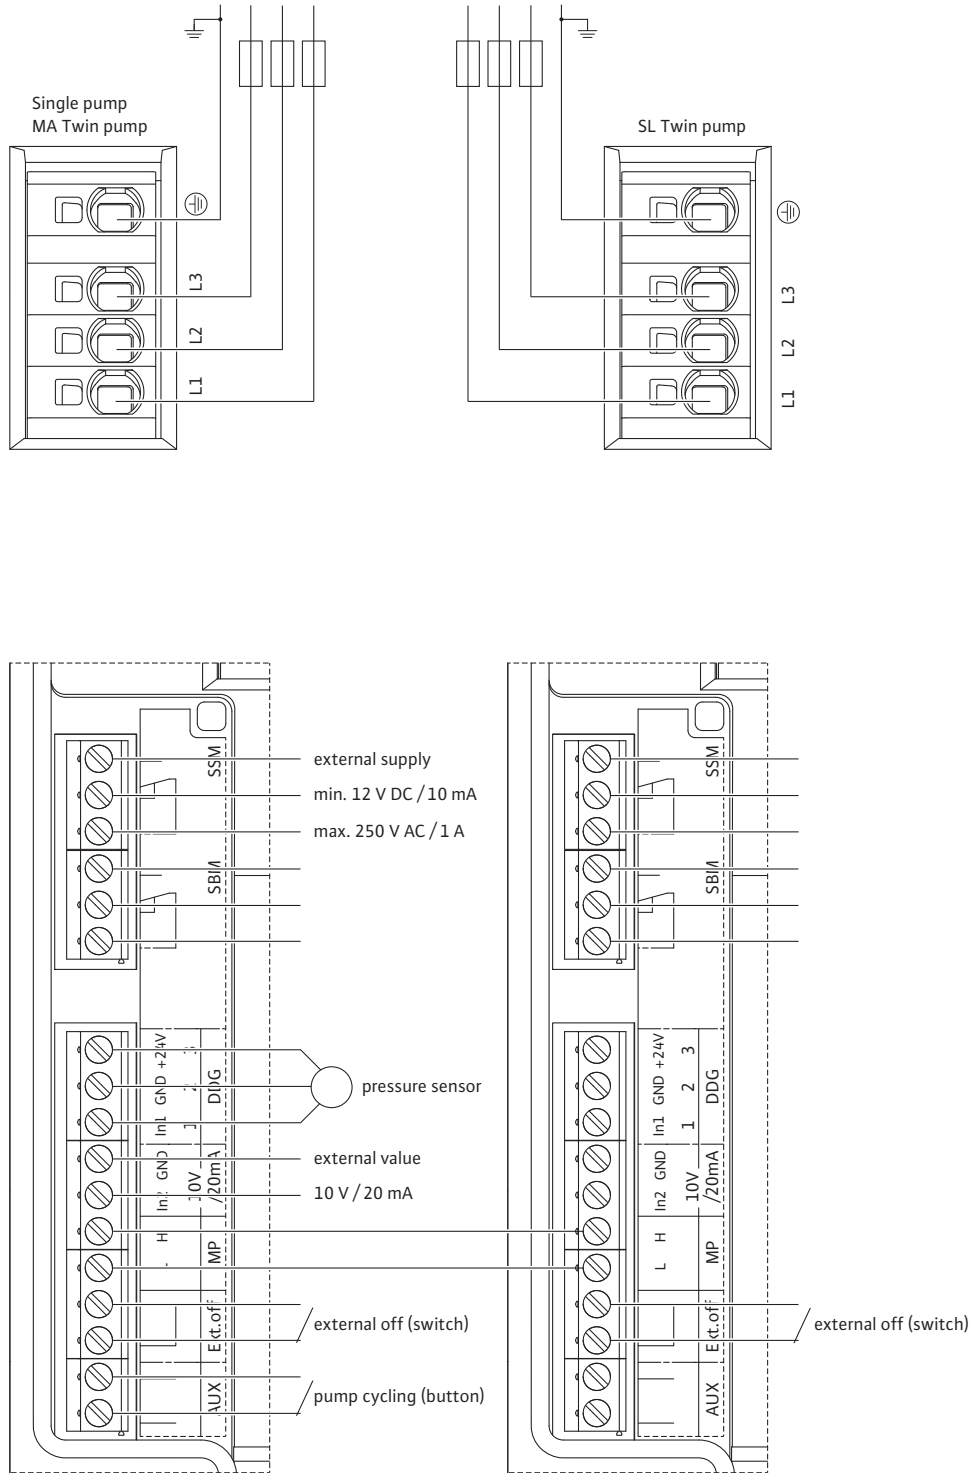 Single pump
MA Twin pump
SL Twin pump
L3
L2
L1
L3
L2
L1
SSM
external supply
min. 12 V DC / 10 mA
max. 250 V AC / 1 A
SBM
SSM
SBM
+24V
GND
In1
3
2
1
DDG
pressure sensor
GND
In2
10V
/20mA
external value
10 V / 20 mA
H
MP
Ext.off
external off (switch)
AUX
pump cycling (button)
+24V
GND
In1
3
2
1
DDG
GND
In2
10V
/20mA
H
L
MP
Ext.off
external off (switch)
AUX